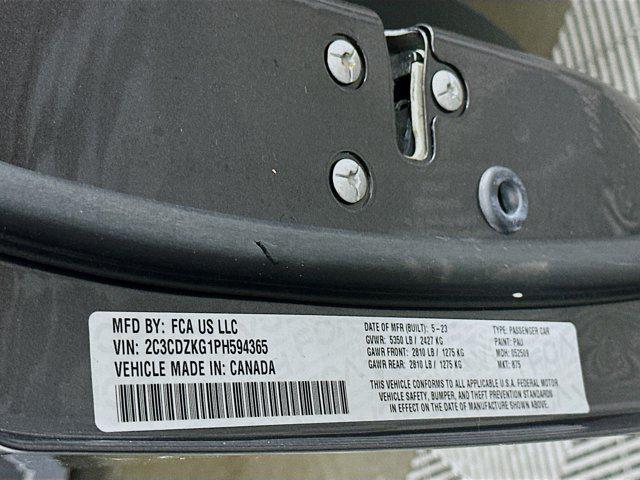 MFD BY: FCA US LLC
VIN: 2C3CDZKG1PH594365
VEHICLE MADE IN: CANADA
DATE OF MFR (BUILT): 5-23
GVWR: 5350 LB / 2427 KG
GAWR FRONT: 2810 LB / 1275 KG
GAWR REAR: 2810 LB / 1275 KG
TYPE: PASSENGER CAR
PAINT: PAU
MDH: 052509
MKT: 875
THIS VEHICLE CONFORMS TO ALL APPLICABLE U.S.A. FEDERAL MOTOR
VEHICLE SAFETY, BUMPER, AND THEFT PREVENTION STANDARDS
IN EFFECT ON THE DATE OF MANUFACTURE SHOWN ABOVE.